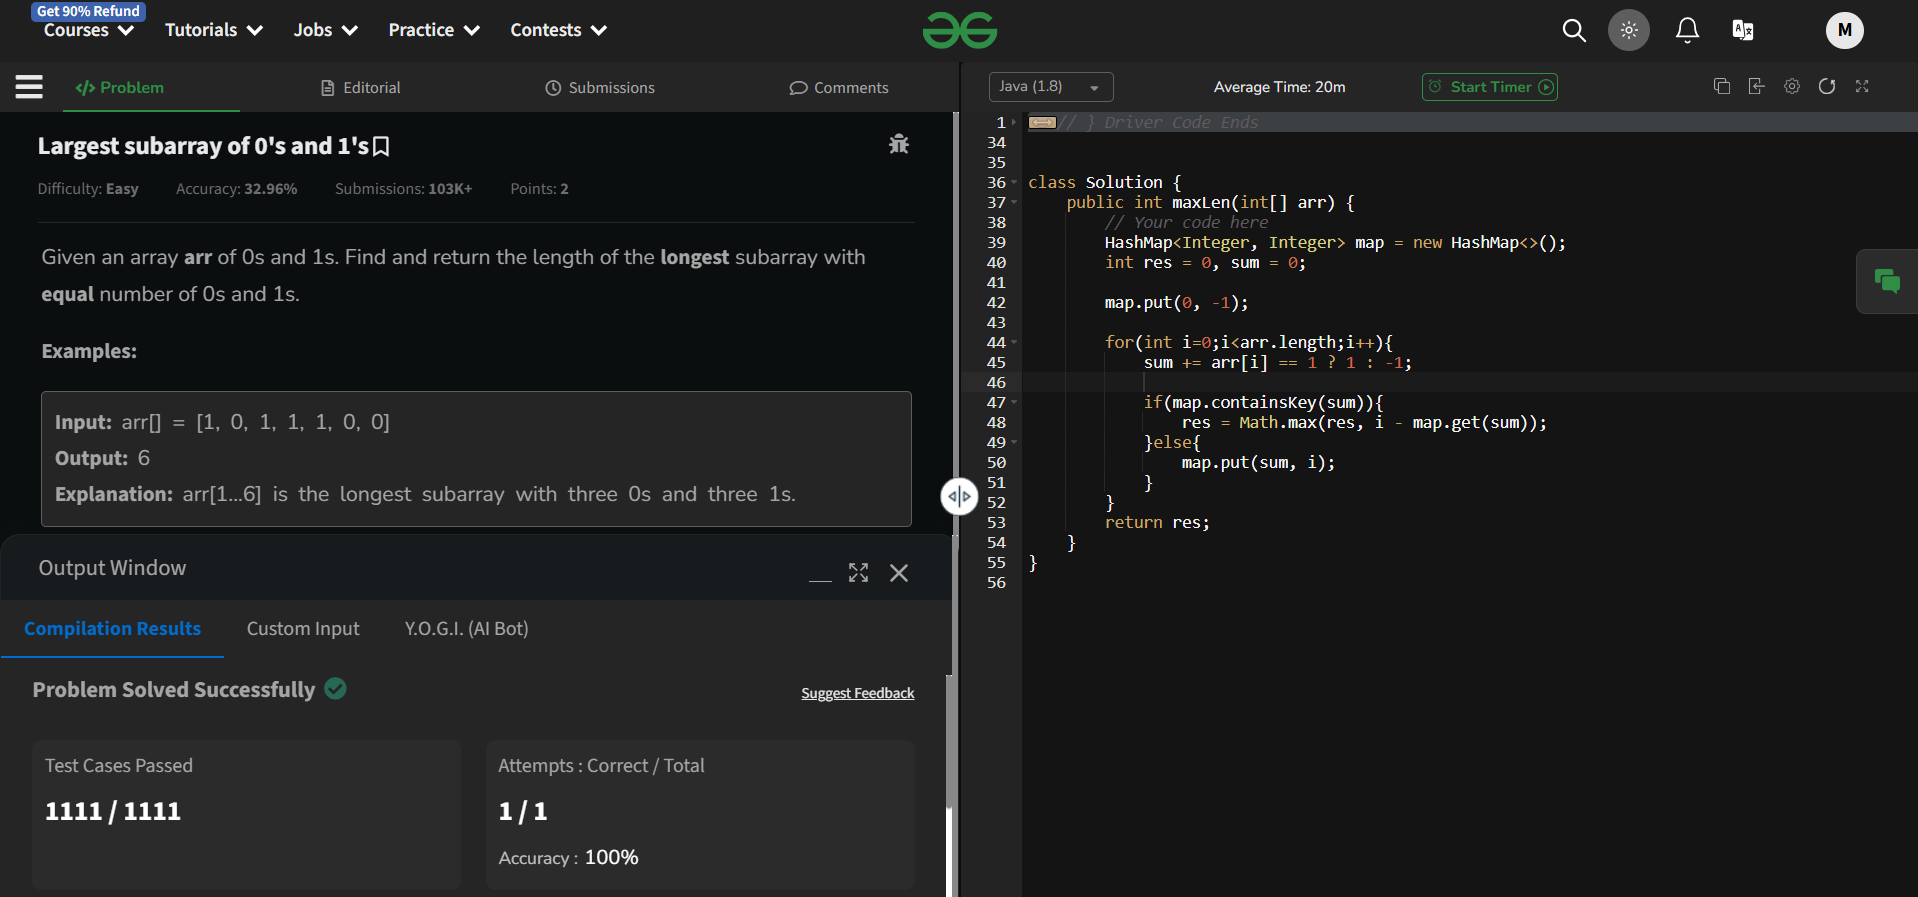 Get 90% Refund
Courses Tutorials Jobs Practice Contests
M
Problem Editorial Submissions Comments
Largest subarray of 0's and 1's
Difficulty: Easy Accuracy: 32.96% Submissions: 103K+ Points: 2
Given an array arr of 0s and 1s. Find and return the length of the longest subarray with
equal number of 0s and 1s.
Examples:
Input: arr[] = [1, 0, 1, 1, 1, 0, 0]
Output: 6
Explanation: arr[1...6] is the longest subarray with three 0s and three 1s.
Output Window
Compilation Results Custom Input Y.O.G.I. (AI Bot)
Problem Solved Successfully
Suggest Feedback
Test Cases Passed
1111 / 1111
Attempts : Correct / Total
1 / 1
Accuracy : 100%
Java (1.8) Average Time: 20m Start Timer
1 // } Driver Code Ends
34
35
36 class Solution {
37 public int maxLen(int[] arr) {
38 // Your code here
39 HashMap<Integer, Integer> map = new HashMap<>();
40 int res = 0, sum = 0;
41
42 map.put(0, -1);
43
44 for(int i=0;i<arr.length;i++){
45 sum += arr[i] == 1 ? 1 : -1;
46
47 if(map.containsKey(sum)){
48 res = Math.max(res, i - map.get(sum));
49 }else{
50 map.put(sum, i);
51 }
52 }
53 return res;
54 }
55 }
56